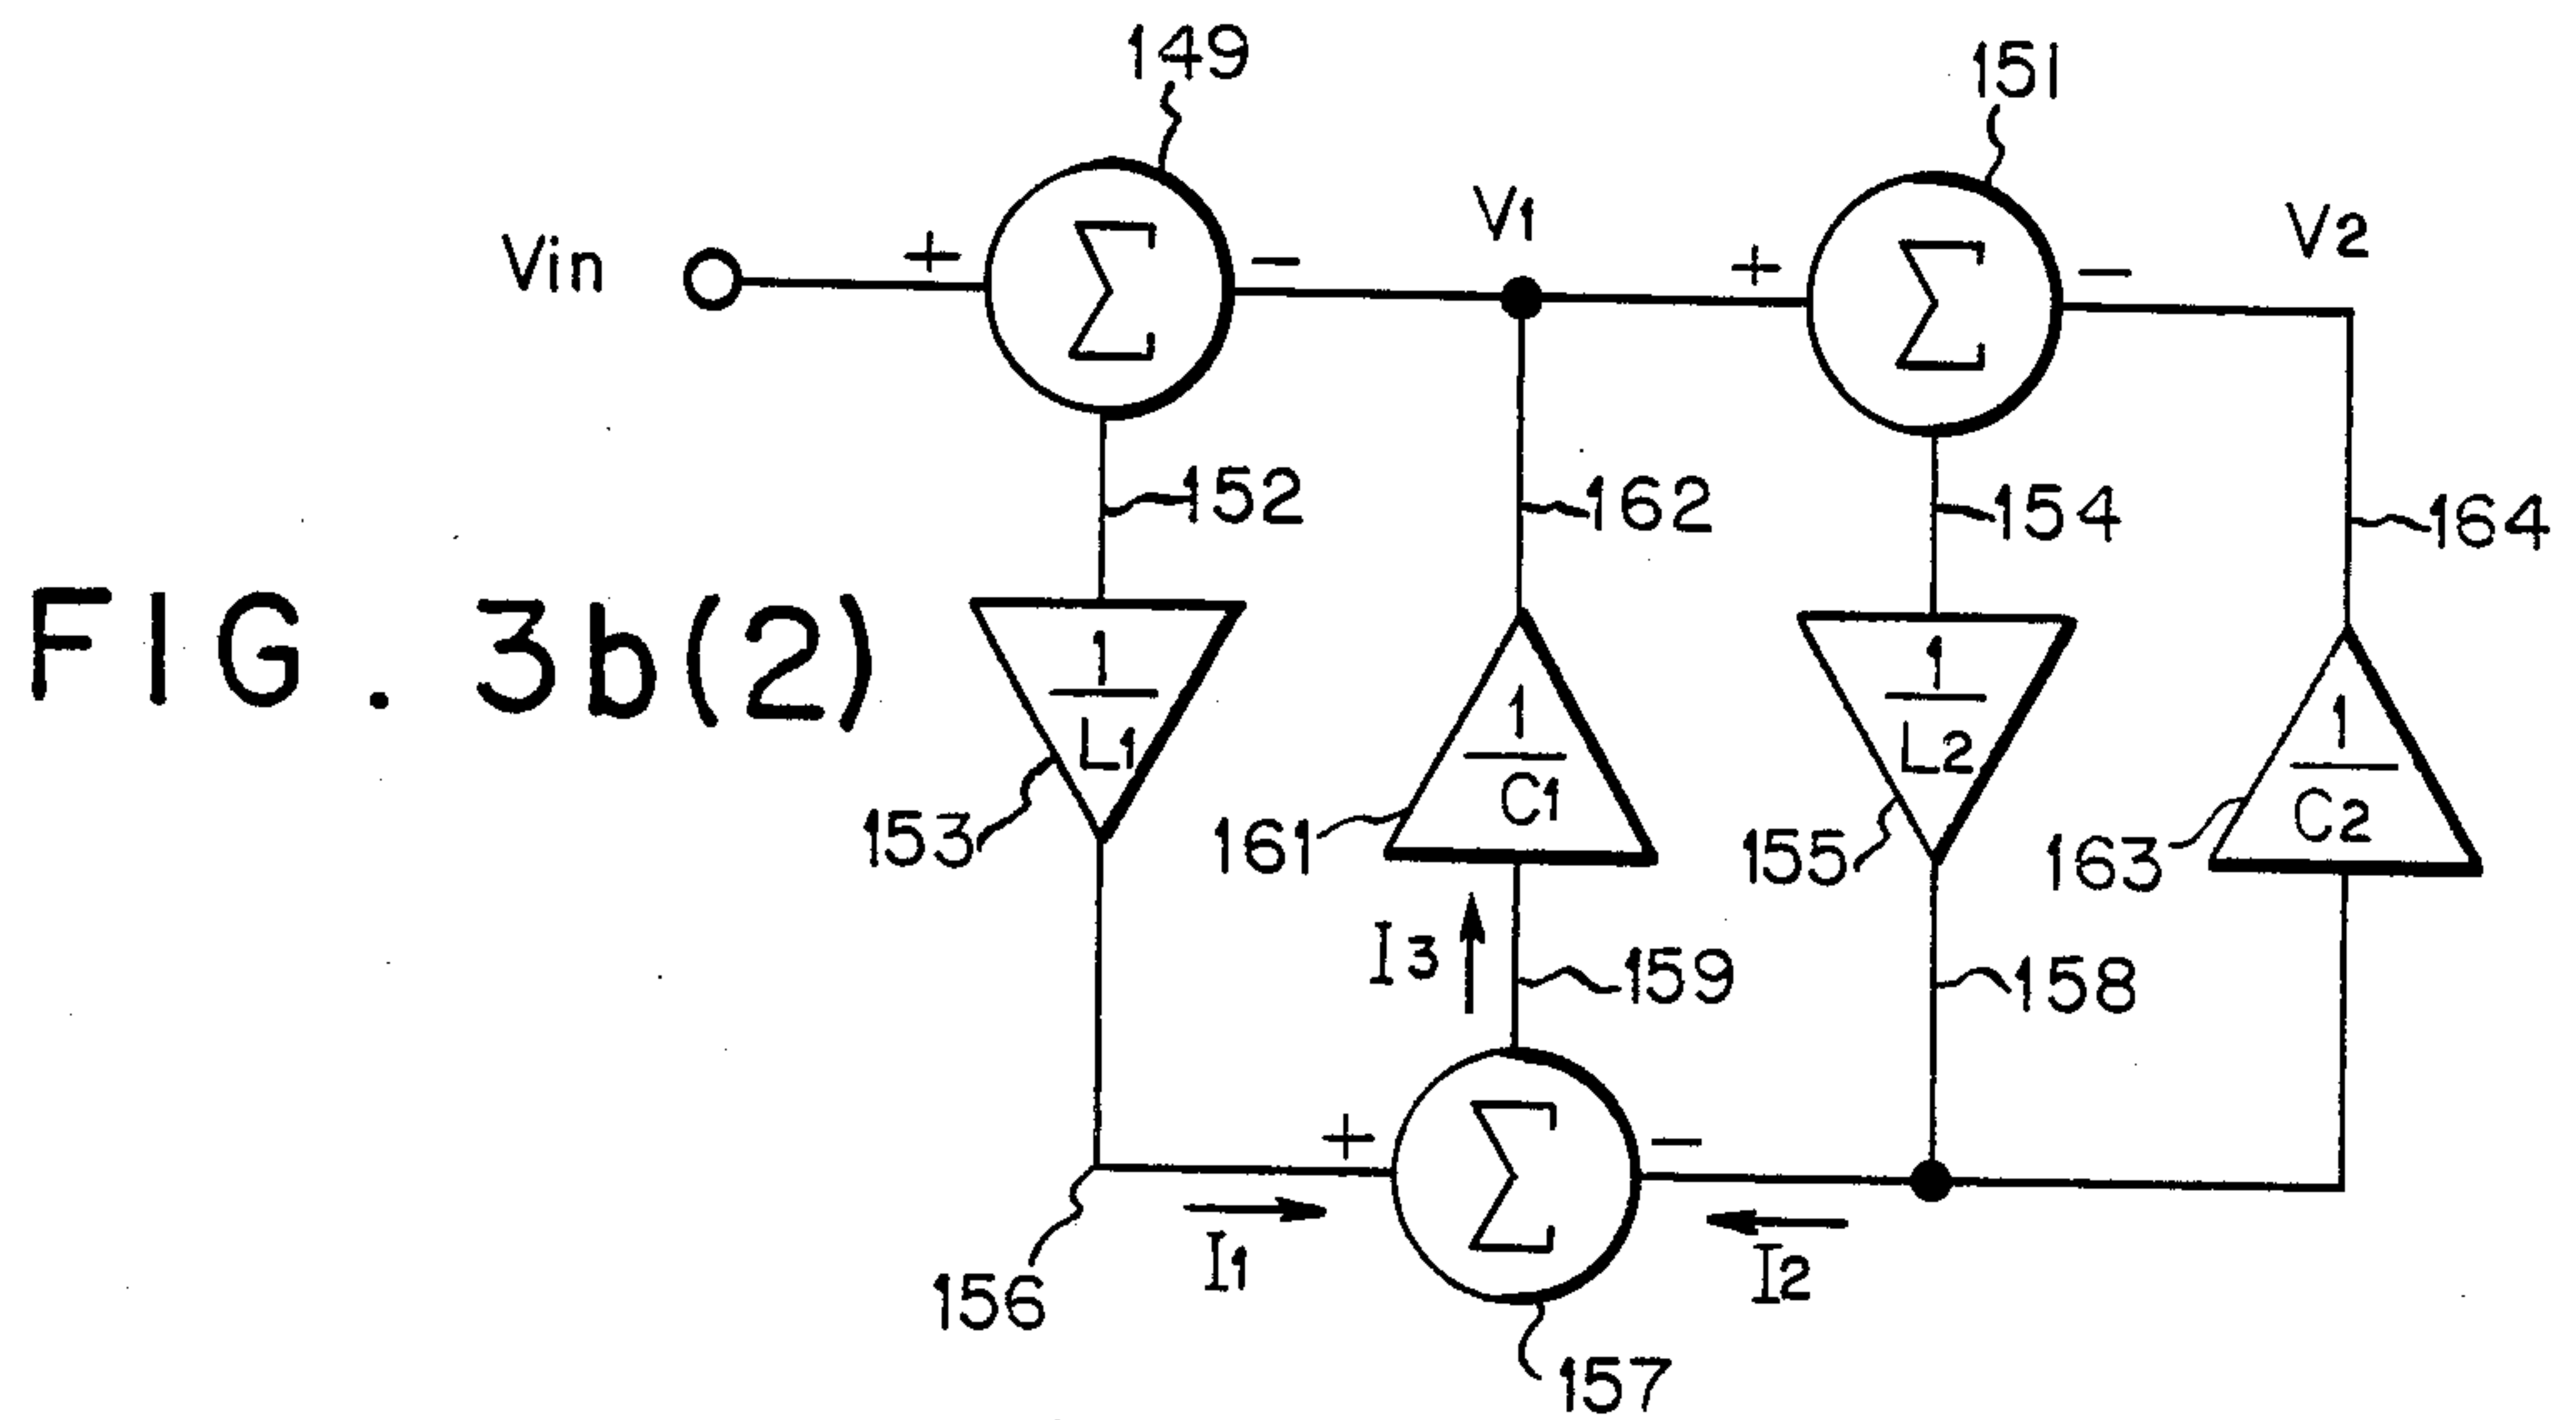 149
151
Vin
+
Σ
−
V1
+
Σ
−
V2
152
162
154
164
FIG. 3b(2)
1
L1
1
C1
1
L2
1
C2
153
161
155
163
I3
159
158
+
Σ
−
156
I1
I2
157